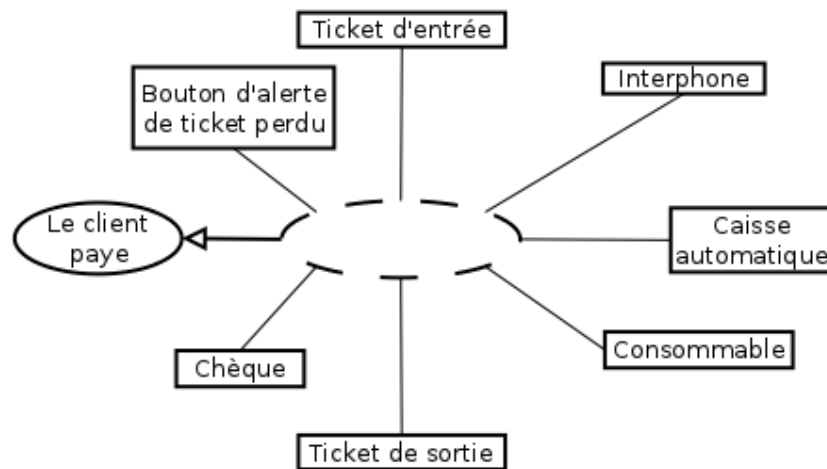 Ticket d'entrée
Interphone
Bouton d'alerte
de ticket perdu
Le client
paye
Caisse
automatique
Consommable
Chèque
Ticket de sortie